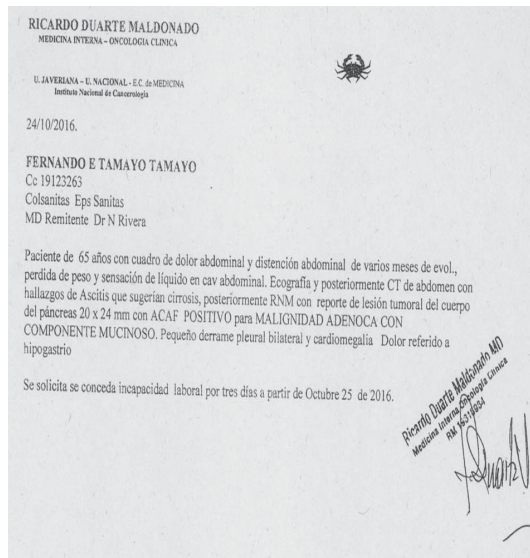 RICARDO DUARTE MALDONADO
MEDICINA INTERNA – ONCOLOGIA CLINICA
U. JAVERIANA – U. NACIONAL - E.C. de MEDICINA
Instituto Nacional de Cancerología
24/10/2016.
FERNANDO E TAMAYO TAMAYO
Cc 19123263
Colsanitas Eps Sanitas
MD Remitente Dr N Rivera
Paciente de 65 años con cuadro de dolor abdominal y distención abdominal de varios meses de evol.,
perdida de peso y sensación de líquido en cav abdominal. Ecografía y posteriormente CT de abdomen con
hallazgos de Ascitis que sugerían cirrosis, posteriormente RNM con reporte de lesión tumoral del cuerpo
del páncreas 20 x 24 mm con ACAF POSITIVO para MALIGNIDAD ADENOCA CON
COMPONENTE MUCINOSO. Pequeño derrame pleural bilateral y cardiomegalia Dolor referido a
hipogastrio
Se solicita se conceda incapacidad laboral por tres días a partir de Octubre 25 de 2016.
Ricardo Duarte Maldonado MD
Medicina Interna Oncología Clínica
RM